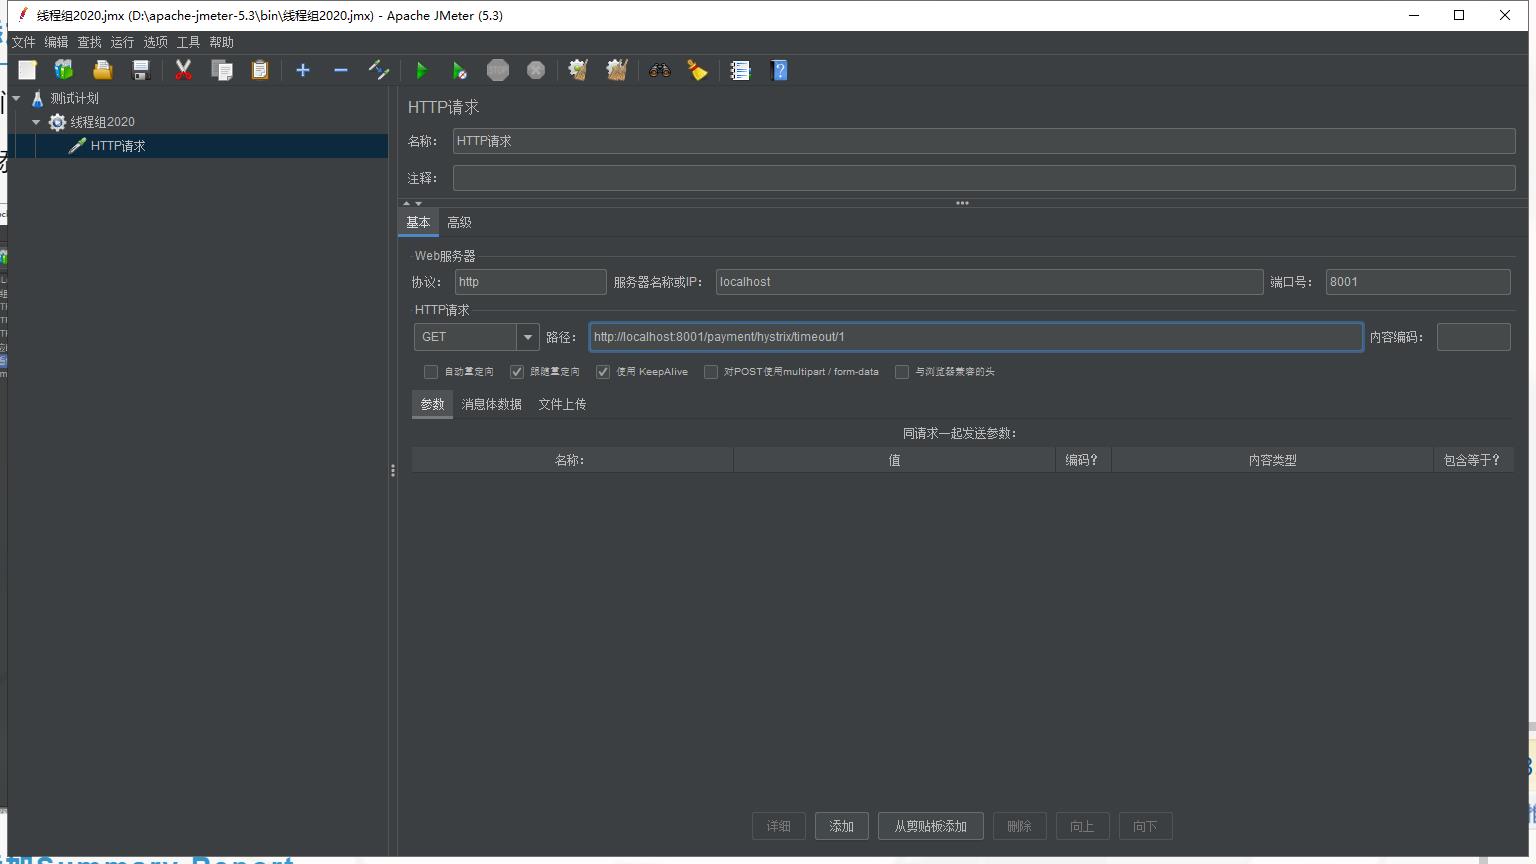 线程组2020.jmx (D:\apache-jmeter-5.3\bin\线程组2020.jmx) - Apache JMeter (5.3)
文件 编辑 查找 运行 选项 工具 帮助
STOP
测试计划
线程组2020
HTTP请求
HTTP请求
名称： HTTP请求
注释：
基本 高级
Web服务器
协议： http 服务器名称或IP： localhost 端口号： 8001
HTTP请求
GET 路径： http://localhost:8001/payment/hystrix/timeout/1 内容编码：
自动重定向 跟随重定向 使用 KeepAlive 对POST使用multipart / form-data 与浏览器兼容的头
参数 消息体数据 文件上传
同请求一起发送参数：
名称： 值 编码？ 内容类型 包含等于？
详细 添加 从剪贴板添加 删除 向上 向下
Summary Report